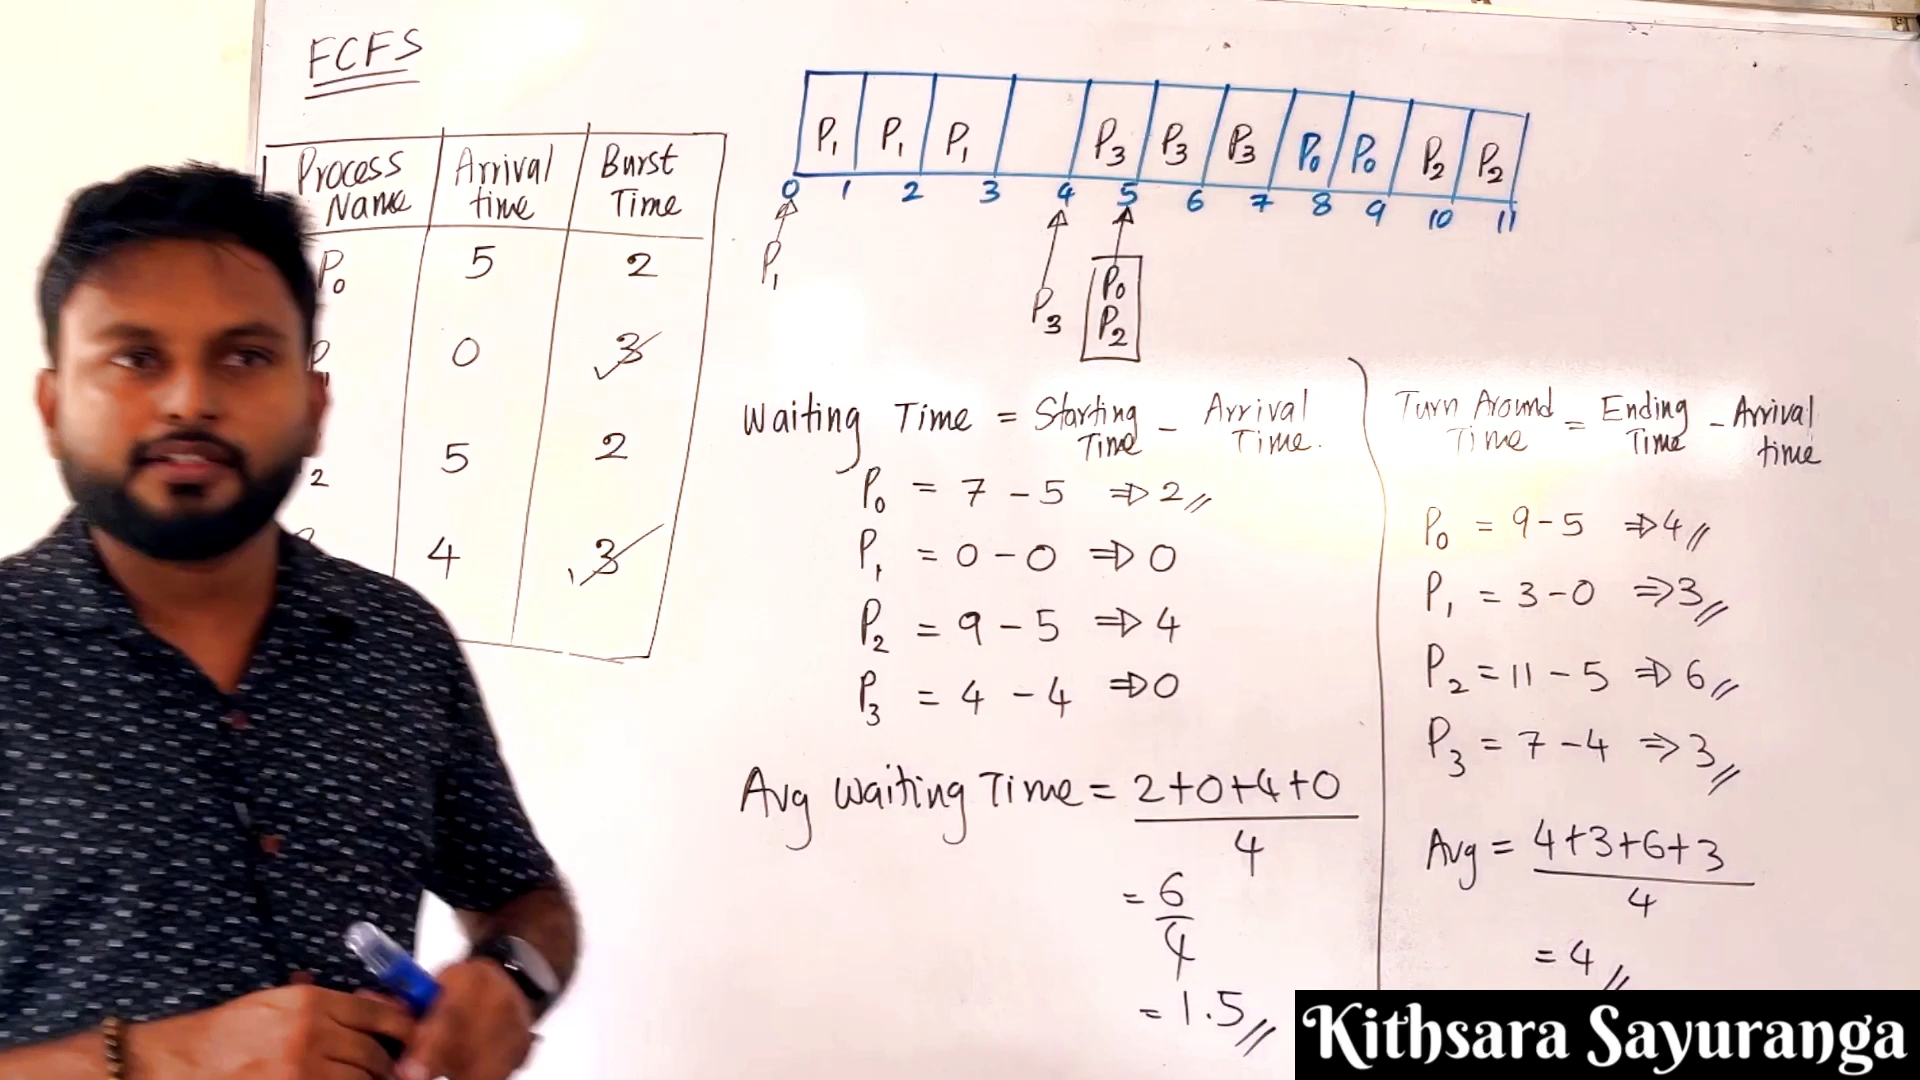 FCFS
Process Name Arrival time Burst Time
P0 5 2
0 3
2 5 2
4 3
P1 P1 P1 P3 P3 P3 P0 P0 P2 P2
0 1 2 3 4 5 6 7 8 9 10 11
P1 P3 P0
P2
Waiting Time = Starting Time - Arrival Time.
P0 = 7 - 5 ⇒ 2
P1 = 0 - 0 ⇒ 0
P2 = 9 - 5 ⇒ 4
P3 = 4 - 4 ⇒ 0
Avg Waiting Time = 2+0+4+0
4
= 6
4
= 1.5
Turn Around Time = Ending Time - Arrival time
P0 = 9-5 ⇒ 4
P1 = 3-0 ⇒ 3
P2 = 11-5 ⇒ 6
P3 = 7-4 ⇒ 3
Avg = 4+3+6+3
4
= 4
Kithsara Sayuranga